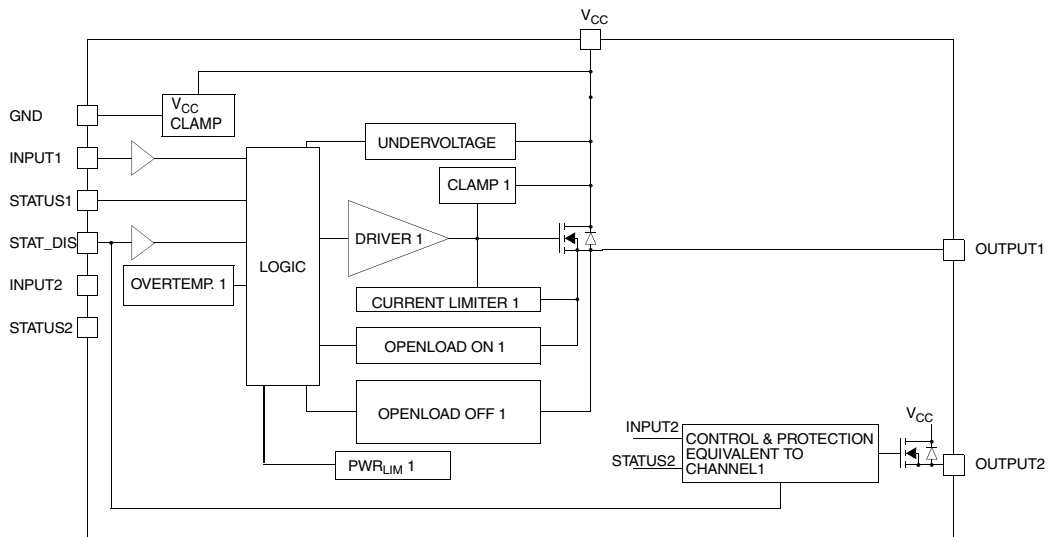 VCC
GND
VCC
CLAMP
INPUT1
UNDERVOLTAGE
CLAMP 1
STATUS1
STAT_DIS
DRIVER 1
OUTPUT1
LOGIC
INPUT2
OVERTEMP. 1
CURRENT LIMITER 1
STATUS2
OPENLOAD ON 1
OPENLOAD OFF 1
VCC
INPUT2
CONTROL & PROTECTION
EQUIVALENT TO
CHANNEL1
STATUS2
OUTPUT2
PWRLIM 1